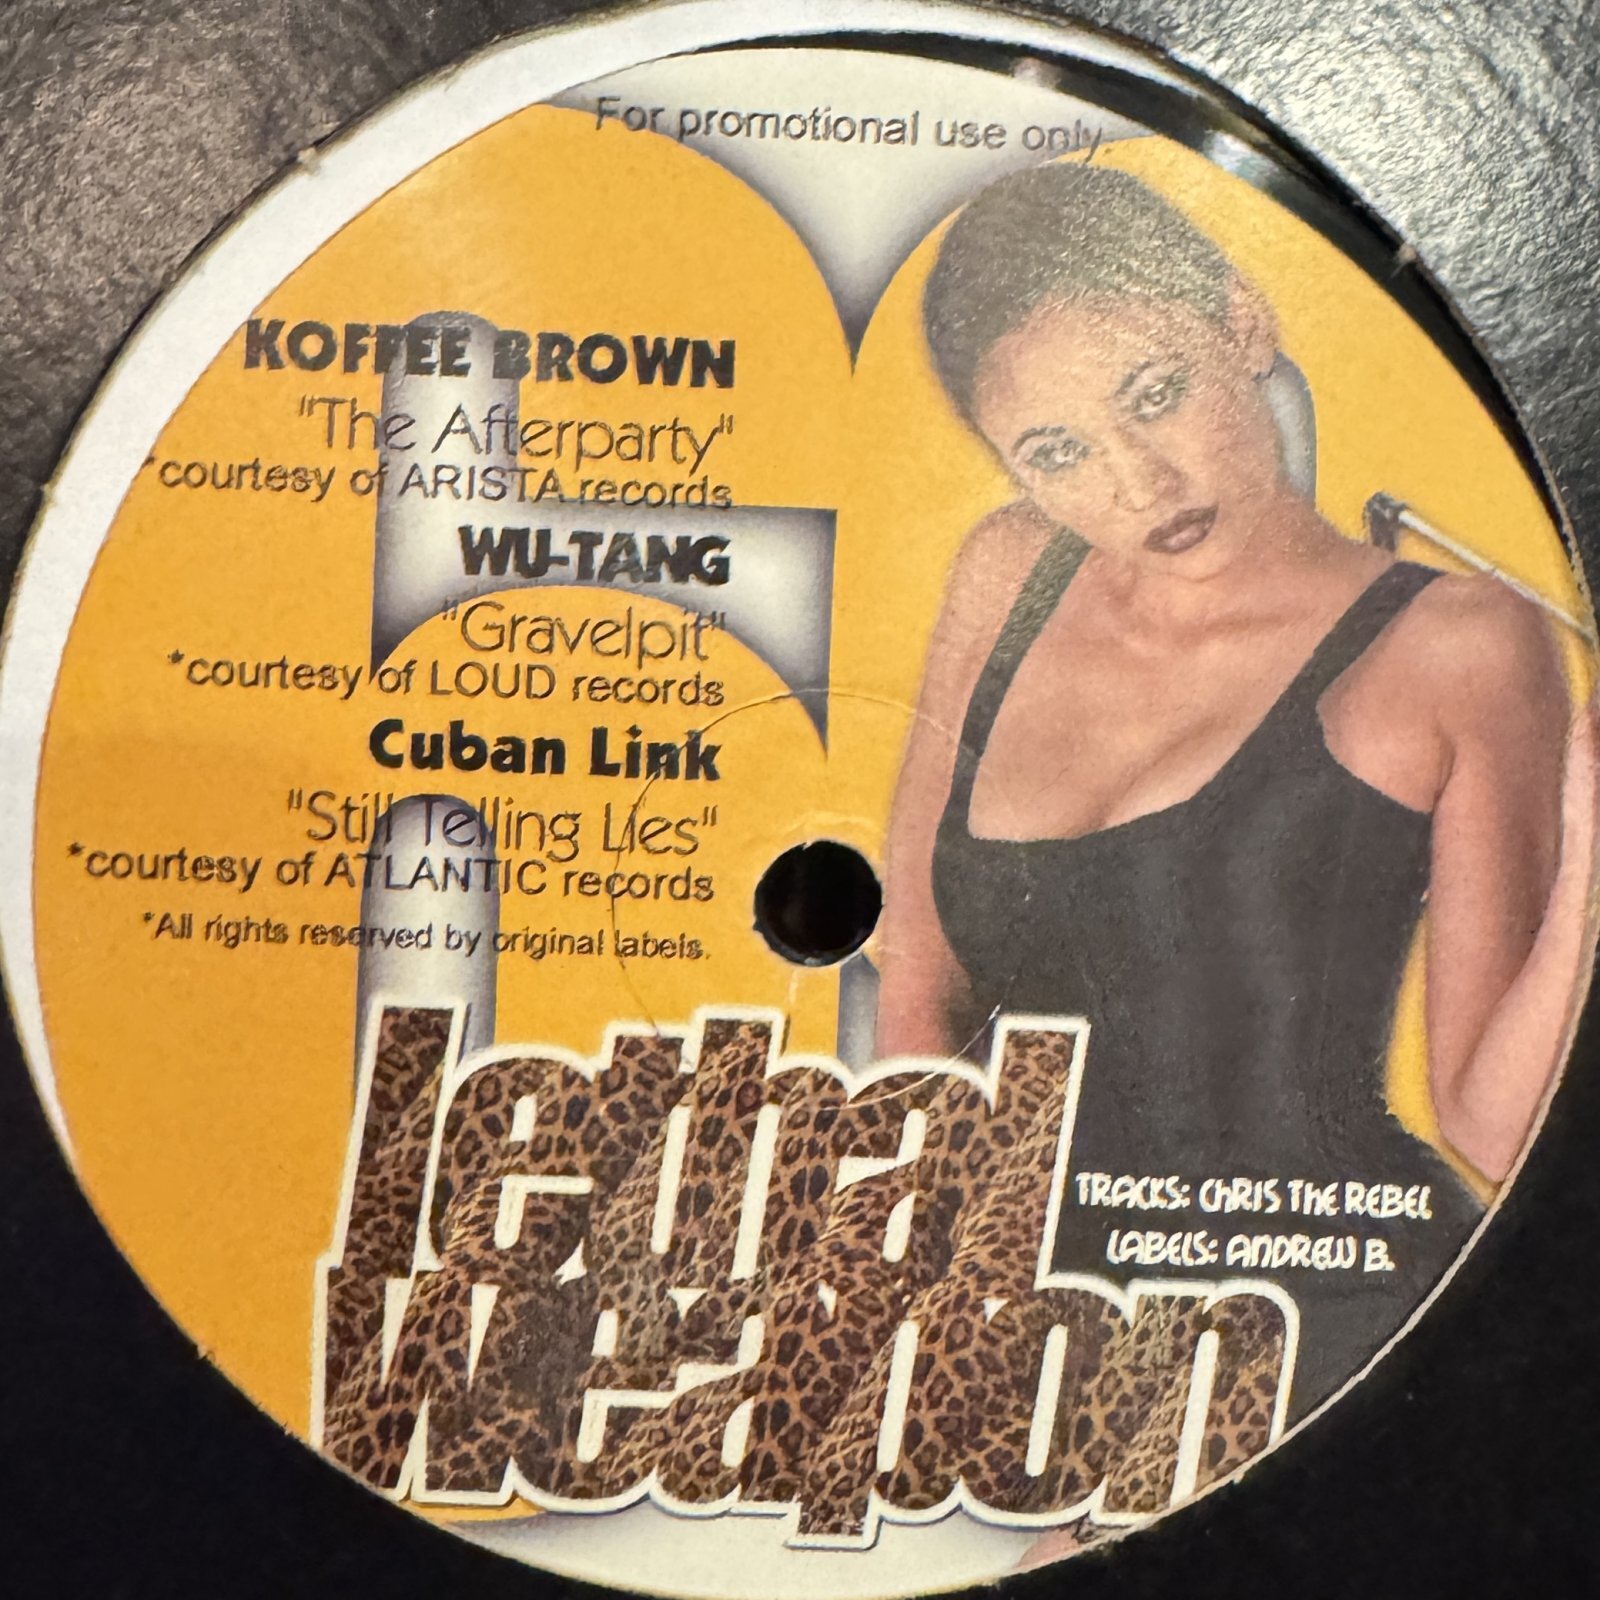 For promotional use only.
KOFFEE BROWN
"The Afterparty"
*courtesy of ARISTA records
WU-TANG
"Gravelpit"
*courtesy of LOUD records
Cuban Link
"Still Telling Lies"
*courtesy of ATLANTIC records
*All rights reserved by original labels.
lethal
weapon
TRACKS: ChRIS ThE REBEL
LABELS: ANDREW B.